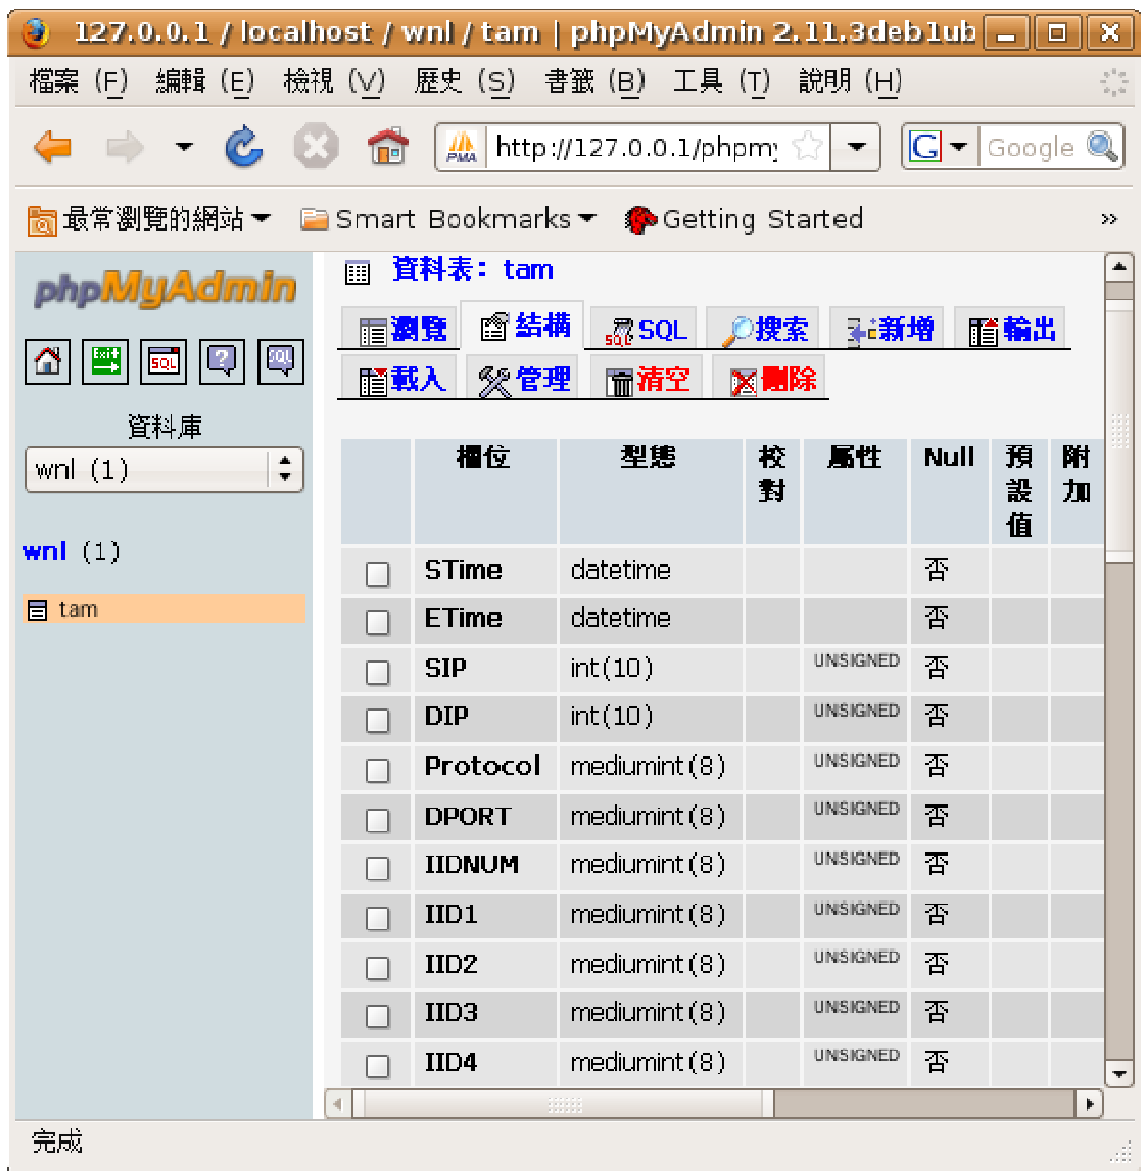 127.0.0.1 / localhost / wnl / tam | phpMyAdmin 2.11.3deb1ub
檔案 (F) 編輯 (E) 檢視 (V) 歷史 (S) 書籤 (B) 工具 (T) 說明 (H)
PMA http://127.0.0.1/phpmy G Google
最常瀏覽的網站 Smart Bookmarks Getting Started »
phpMyAdmin
Exit SQL ? SQL
資料庫
wnl (1)
wnl (1)
tam
資料表: tam
瀏覽 結構 SQL 搜索 新增 輸出
載入 管理 清空 刪除
欄位 型態 校對 屬性 Null 預設值 附加
STime datetime 否
ETime datetime 否
SIP int(10) UNSIGNED 否
DIP int(10) UNSIGNED 否
Protocol mediumint(8) UNSIGNED 否
DPORT mediumint(8) UNSIGNED 否
IIDNUM mediumint(8) UNSIGNED 否
IID1 mediumint(8) UNSIGNED 否
IID2 mediumint(8) UNSIGNED 否
IID3 mediumint(8) UNSIGNED 否
IID4 mediumint(8) UNSIGNED 否
完成